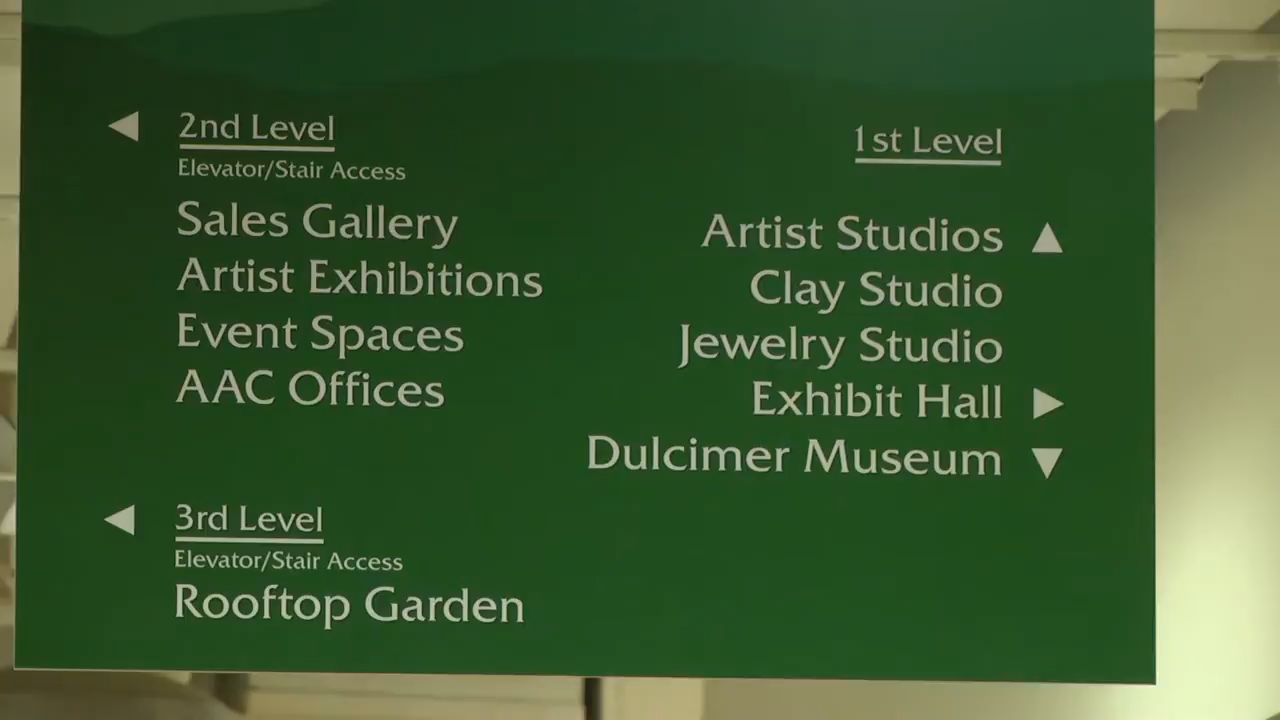 2nd Level
Elevator/Stair Access
Sales Gallery
Artist Exhibitions
Event Spaces
AAC Offices
3rd Level
Elevator/Stair Access
Rooftop Garden
1st Level
Artist Studios
Clay Studio
Jewelry Studio
Exhibit Hall
Dulcimer Museum